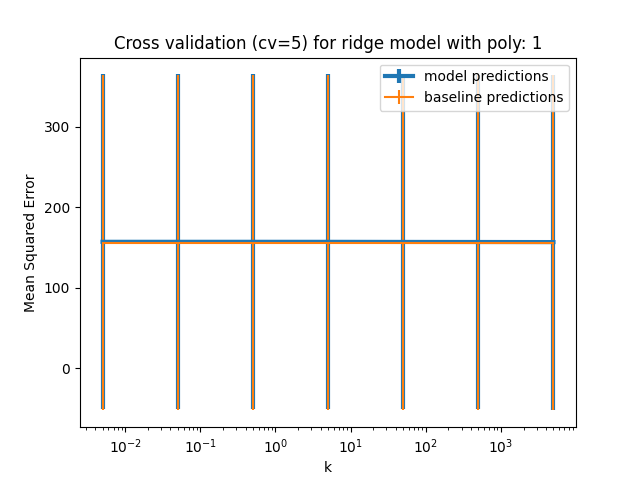 Cross validation (cv=5) for ridge model with poly: 1
model predictions
baseline predictions
Mean Squared Error
300
200
100
0
10⁻²
10⁻¹
10⁰
10¹
10²
10³
k